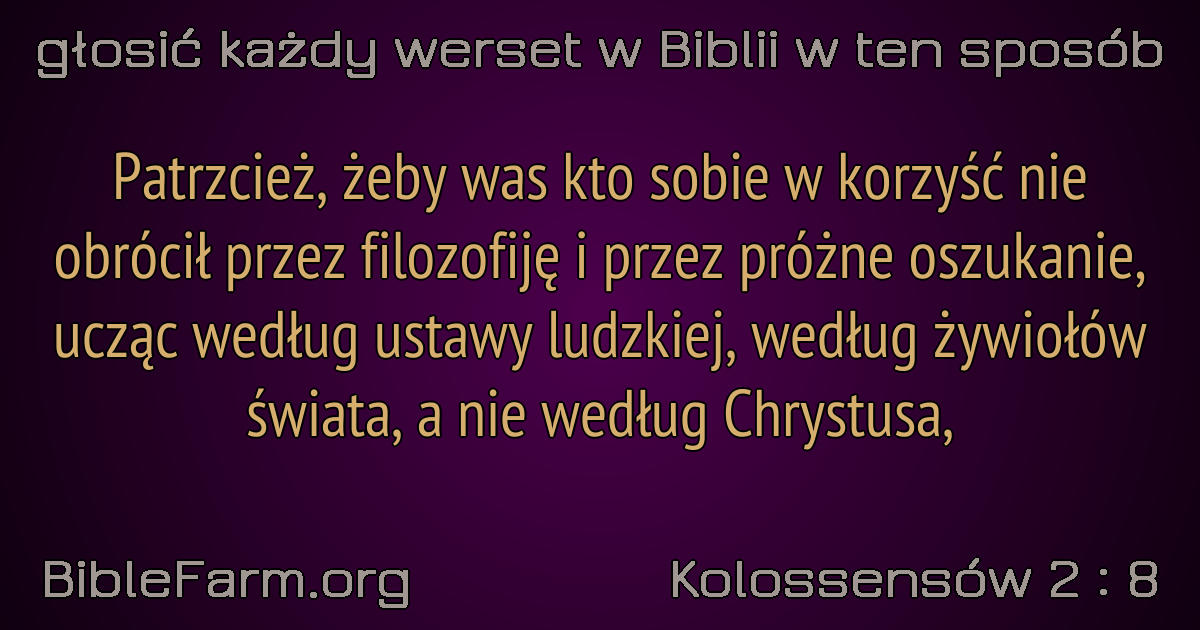 głosić każdy werset w Biblii w ten sposób
Patrzcież, żeby was kto sobie w korzyść nie
obrócił przez filozofiję i przez próżne oszukanie,
ucząc według ustawy ludzkiej, według żywiołów
świata, a nie według Chrystusa,
BibleFarm.org
Kolossensów 2 : 8